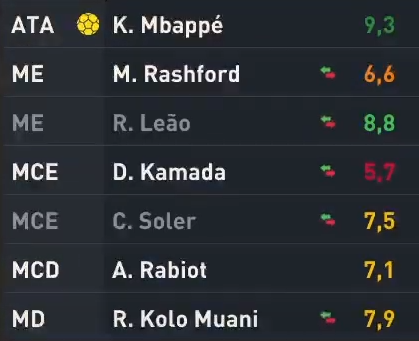 ATA K. Mbappé 9,3
ME M. Rashford 6,6
ME R. Leão 8,8
MCE D. Kamada 5,7
MCE C. Soler 7,5
MCD A. Rabiot 7,1
MD R. Kolo Muani 7,9